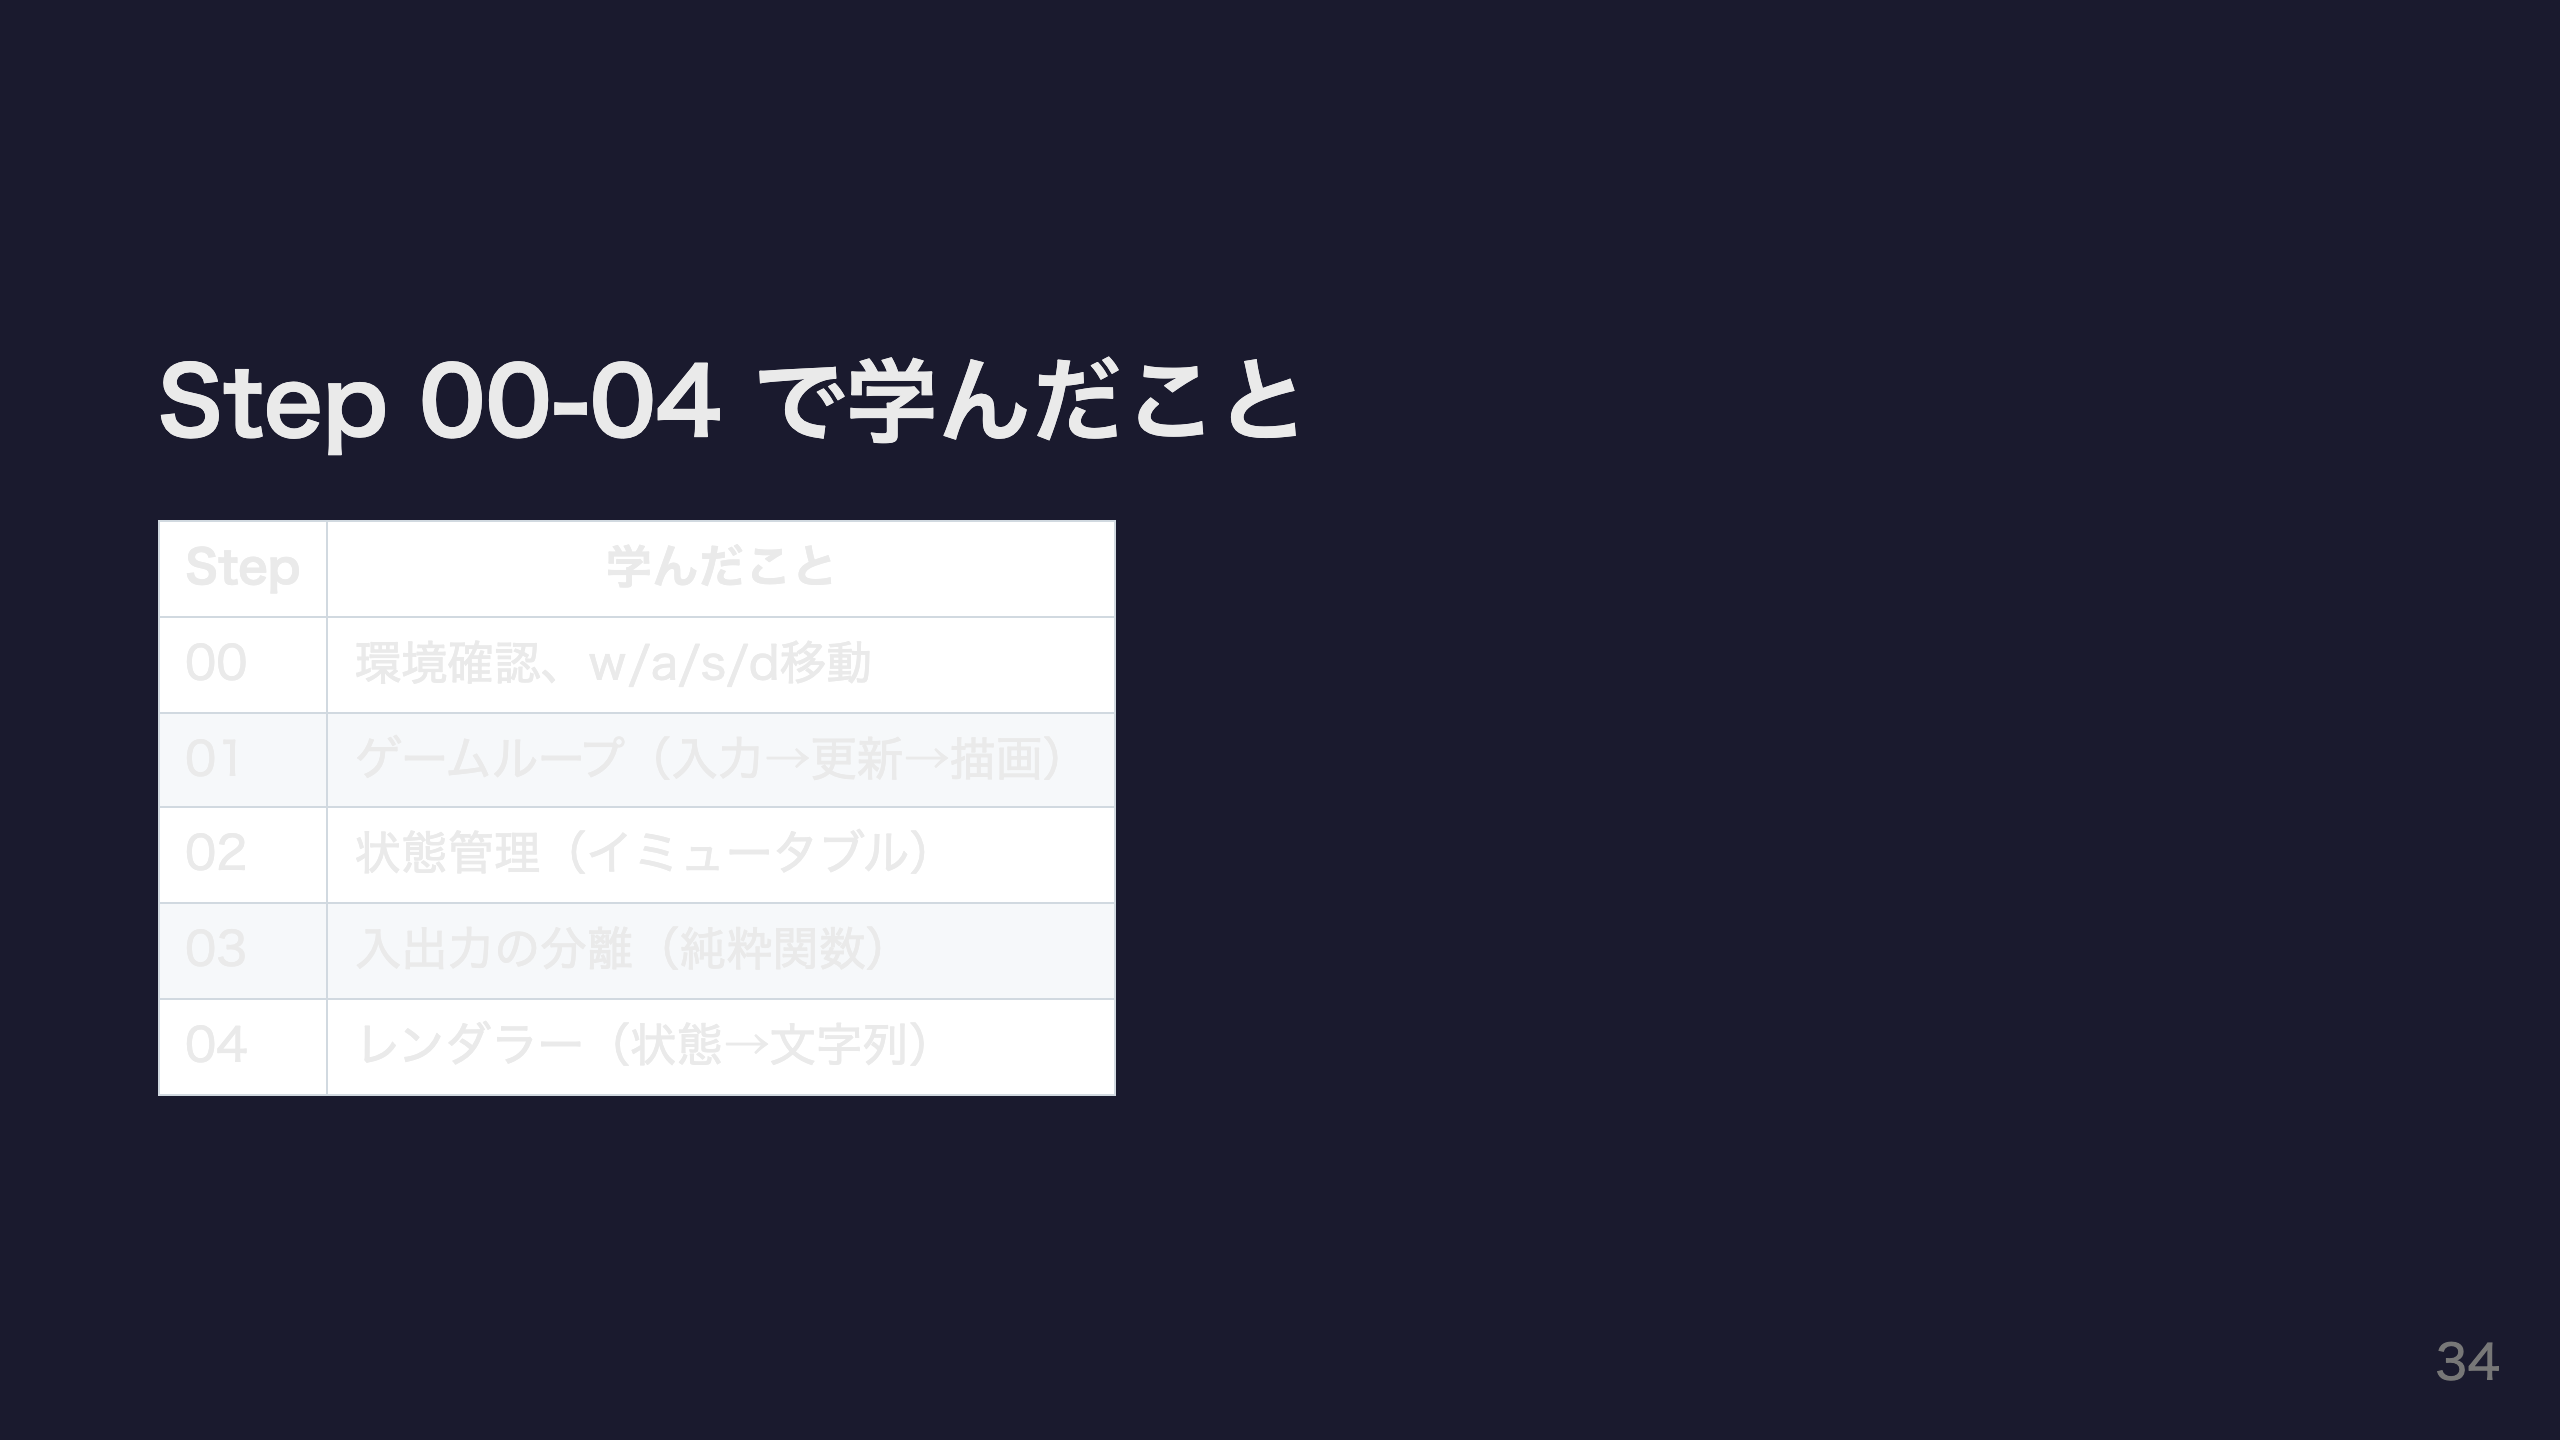 Step 00-04 で学んだこと
Step 学んだこと
00 環境確認、w/a/s/d移動
01 ゲームループ（入力→更新→描画）
02 状態管理（イミュータブル）
03 入出力の分離（純粋関数）
04 レンダラー（状態→文字列）
34